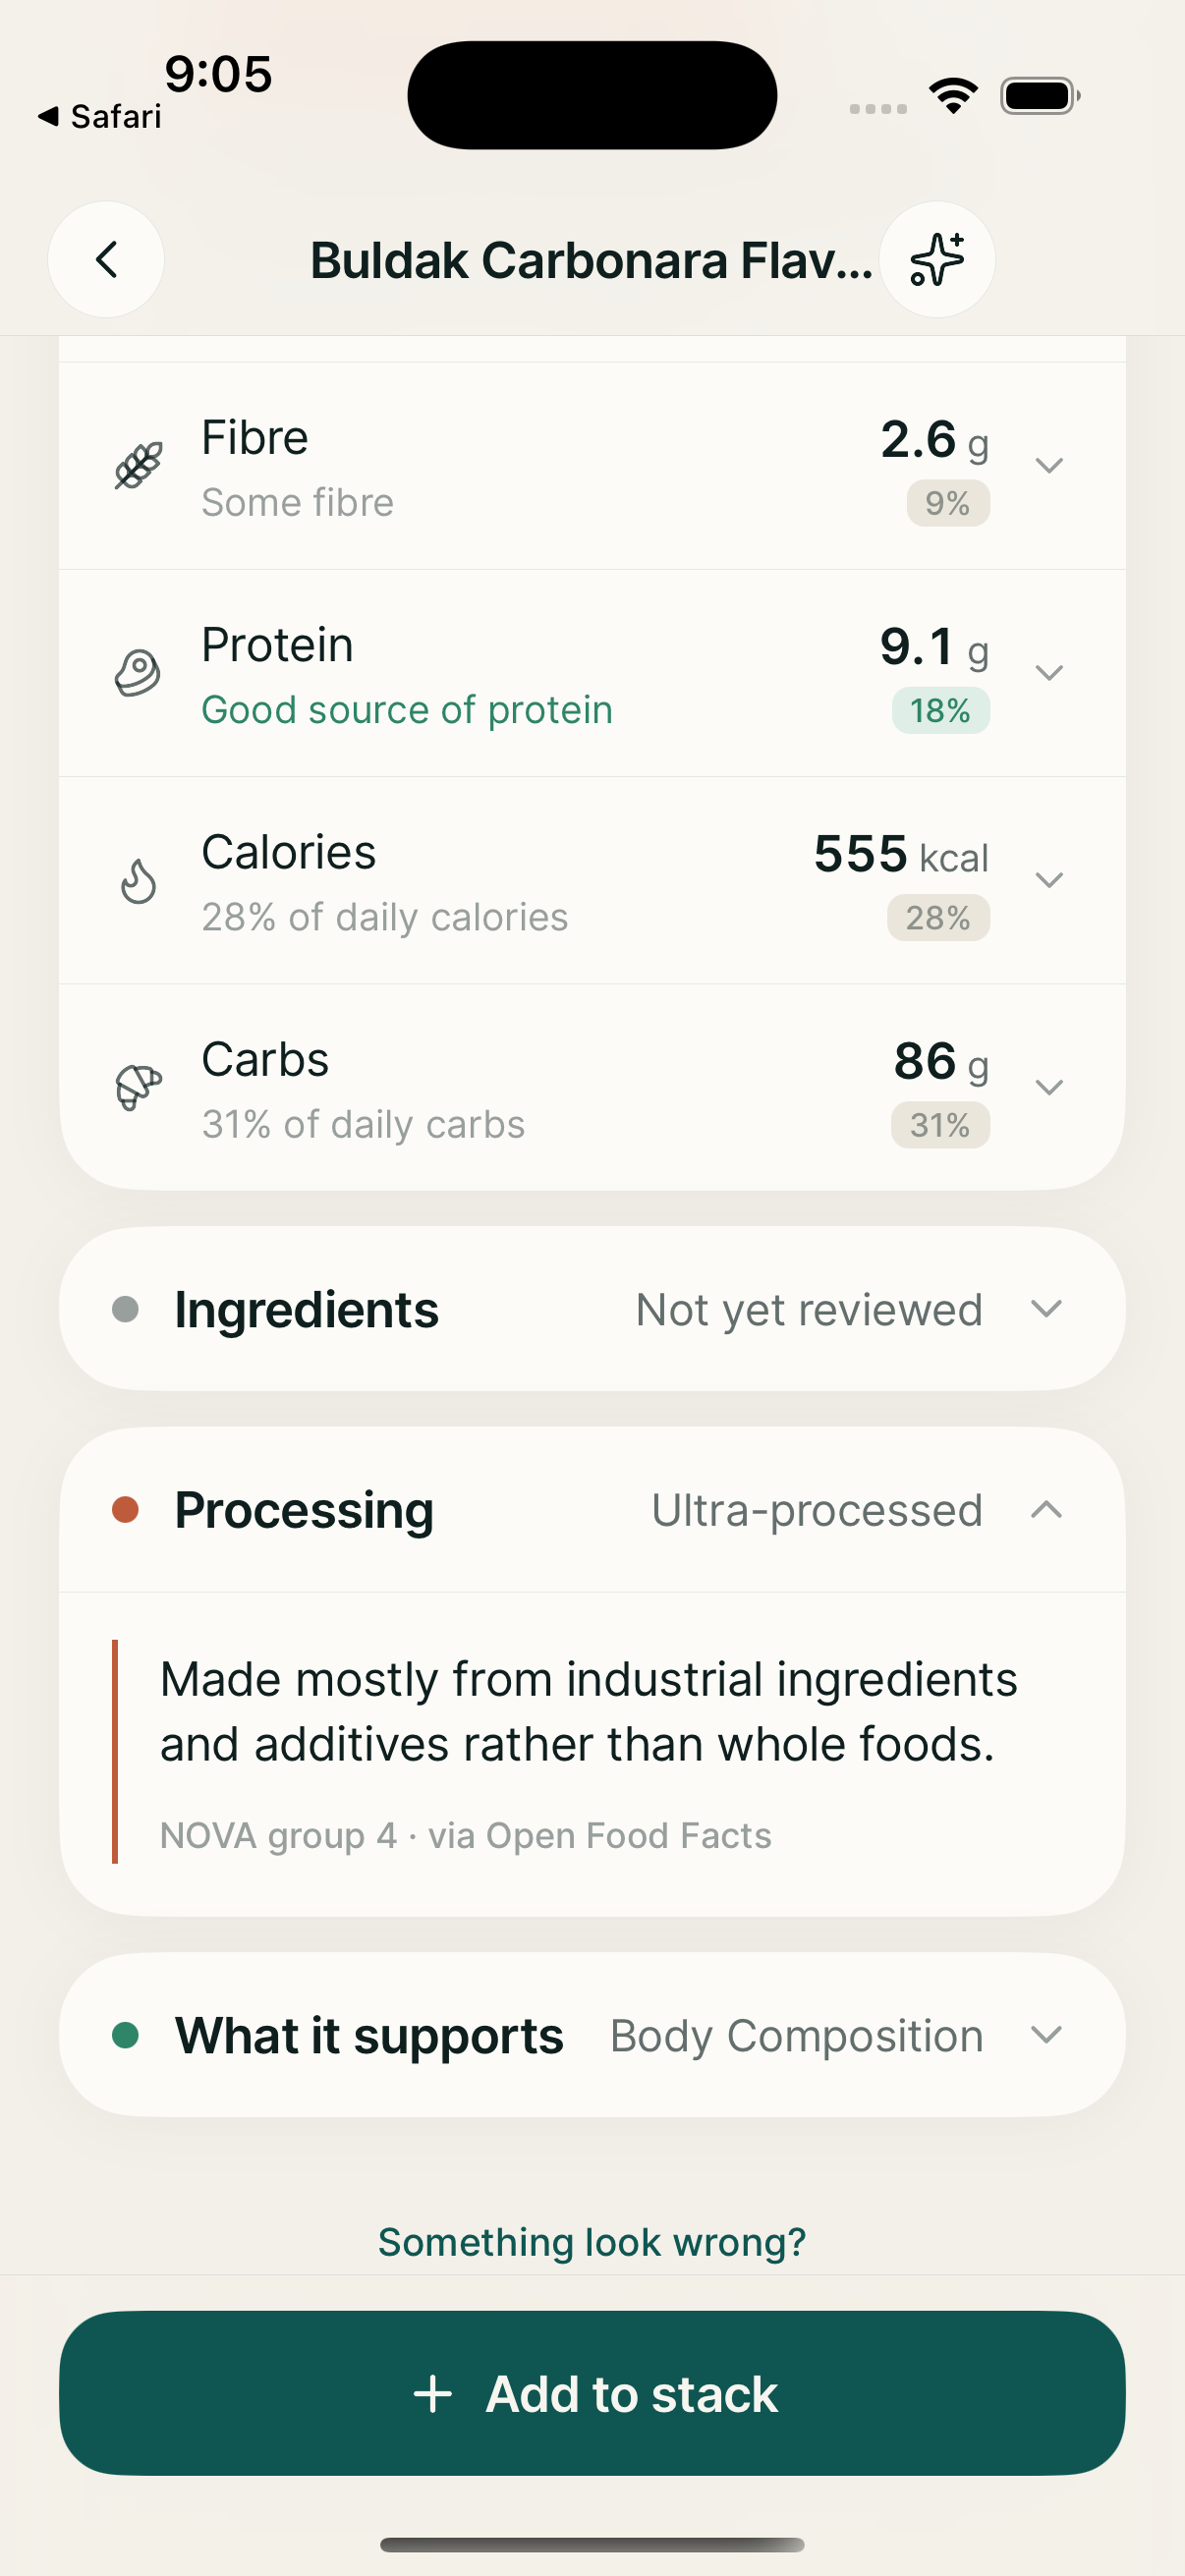 9:05
Safari
Buldak Carbonara Flav...
Fibre
2.6 g
Some fibre
9%
Protein
9.1 g
Good source of protein
18%
Calories
555 kcal
28% of daily calories
28%
Carbs
86 g
31% of daily carbs
31%
Ingredients
Not yet reviewed
Processing
Ultra-processed
Made mostly from industrial ingredients
and additives rather than whole foods.
NOVA group 4 · via Open Food Facts
What it supports
Body Composition
Something look wrong?
+ Add to stack